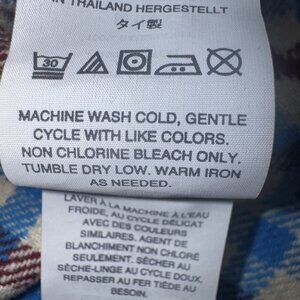 IN THAILAND HERGESTELLT
タイ製
30
MACHINE WASH COLD, GENTLE
CYCLE WITH LIKE COLORS.
NON CHLORINE BLEACH ONLY.
TUMBLE DRY LOW. WARM IRON
AS NEEDED.
LAVER À LA MACHINE À L'EAU
FROIDE, AU CYCLE DÉLICAT
AVEC DES COULEURS
SIMILAIRES. AGENT DE
BLANCHIMENT NON CHLORÉ
SEULEMENT. SÉCHER AU
SÈCHE-LINGE AU CYCLE DOUX.
REPASSER AU FER TIÈDE AU
BESOIN.